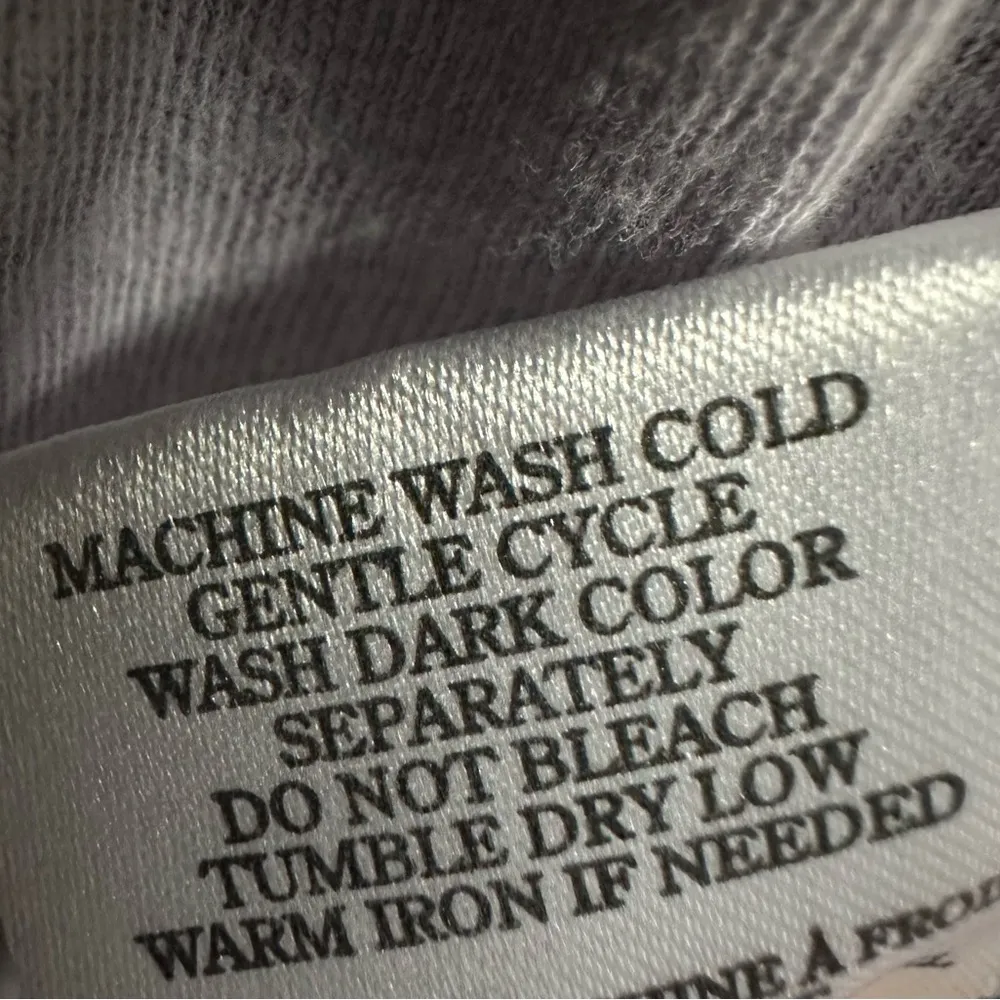 MACHINE WASH COLD
GENTLE CYCLE
WASH DARK COLOR
SEPARATELY
DO NOT BLEACH
TUMBLE DRY LOW
WARM IRON IF NEEDED
À